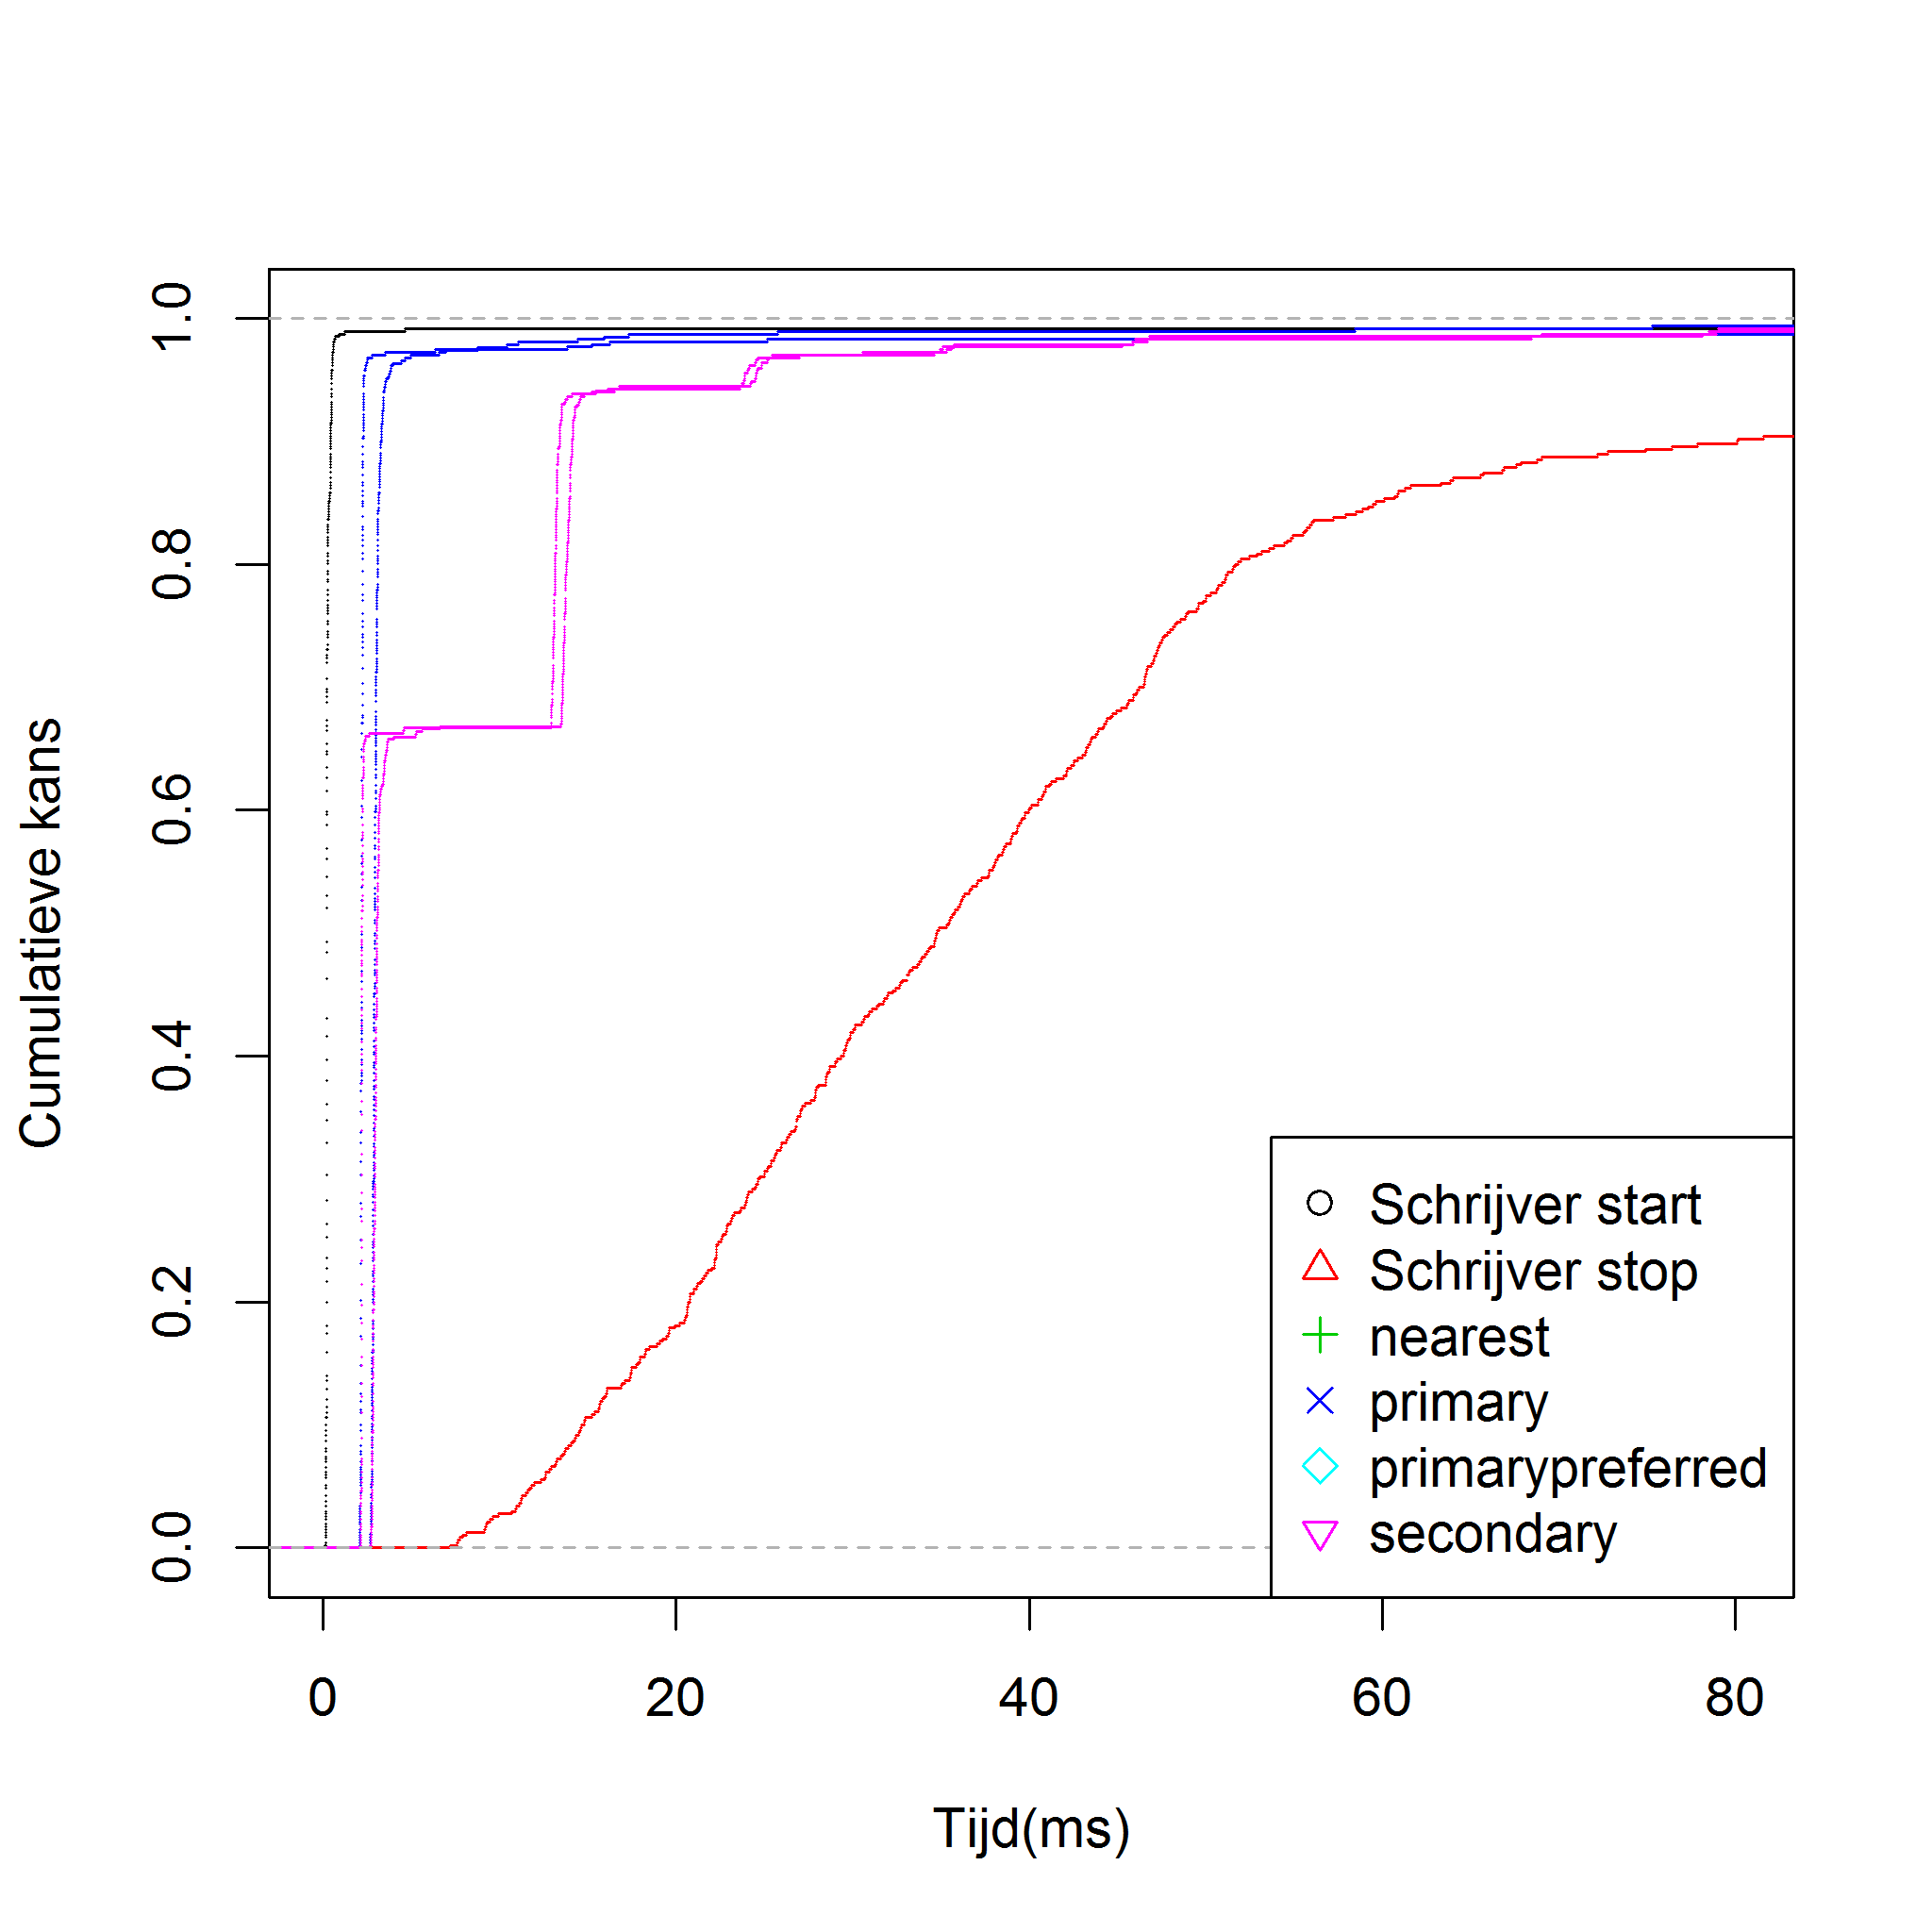 Cumulatieve kans
1.0
0.8
0.6
0.4
0.2
0.0
Schrijver start
Schrijver stop
nearest
primary
primarypreferred
secondary
0 20 40 60 80
Tijd(ms)